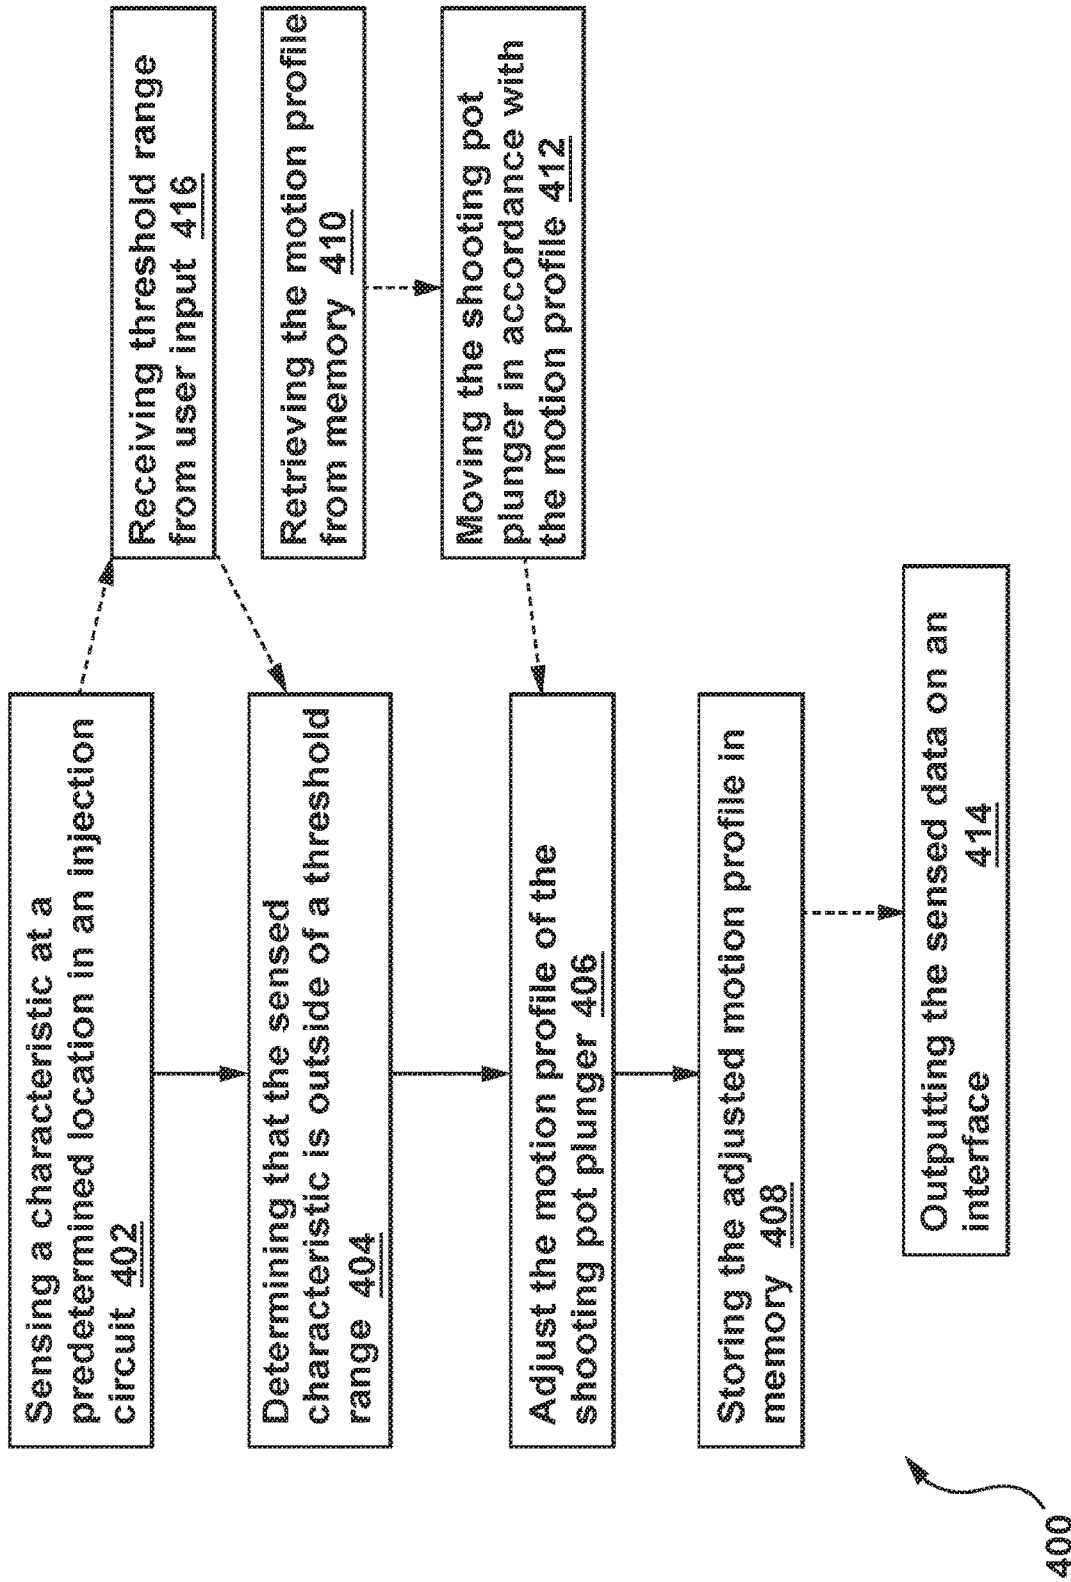 Sensing a characteristic at a
predetermined location in an injection
circuit 402
Receiving threshold range
from user input 416
Determining that the sensed
characteristic is outside of a threshold
range 404
Retrieving the motion profile
from memory 410
Moving the shooting pot
plunger in accordance with
the motion profile 412
Adjust the motion profile of the
shooting pot plunger 406
Storing the adjusted motion profile in
memory 408
Outputting the sensed data on an
interface 414
400